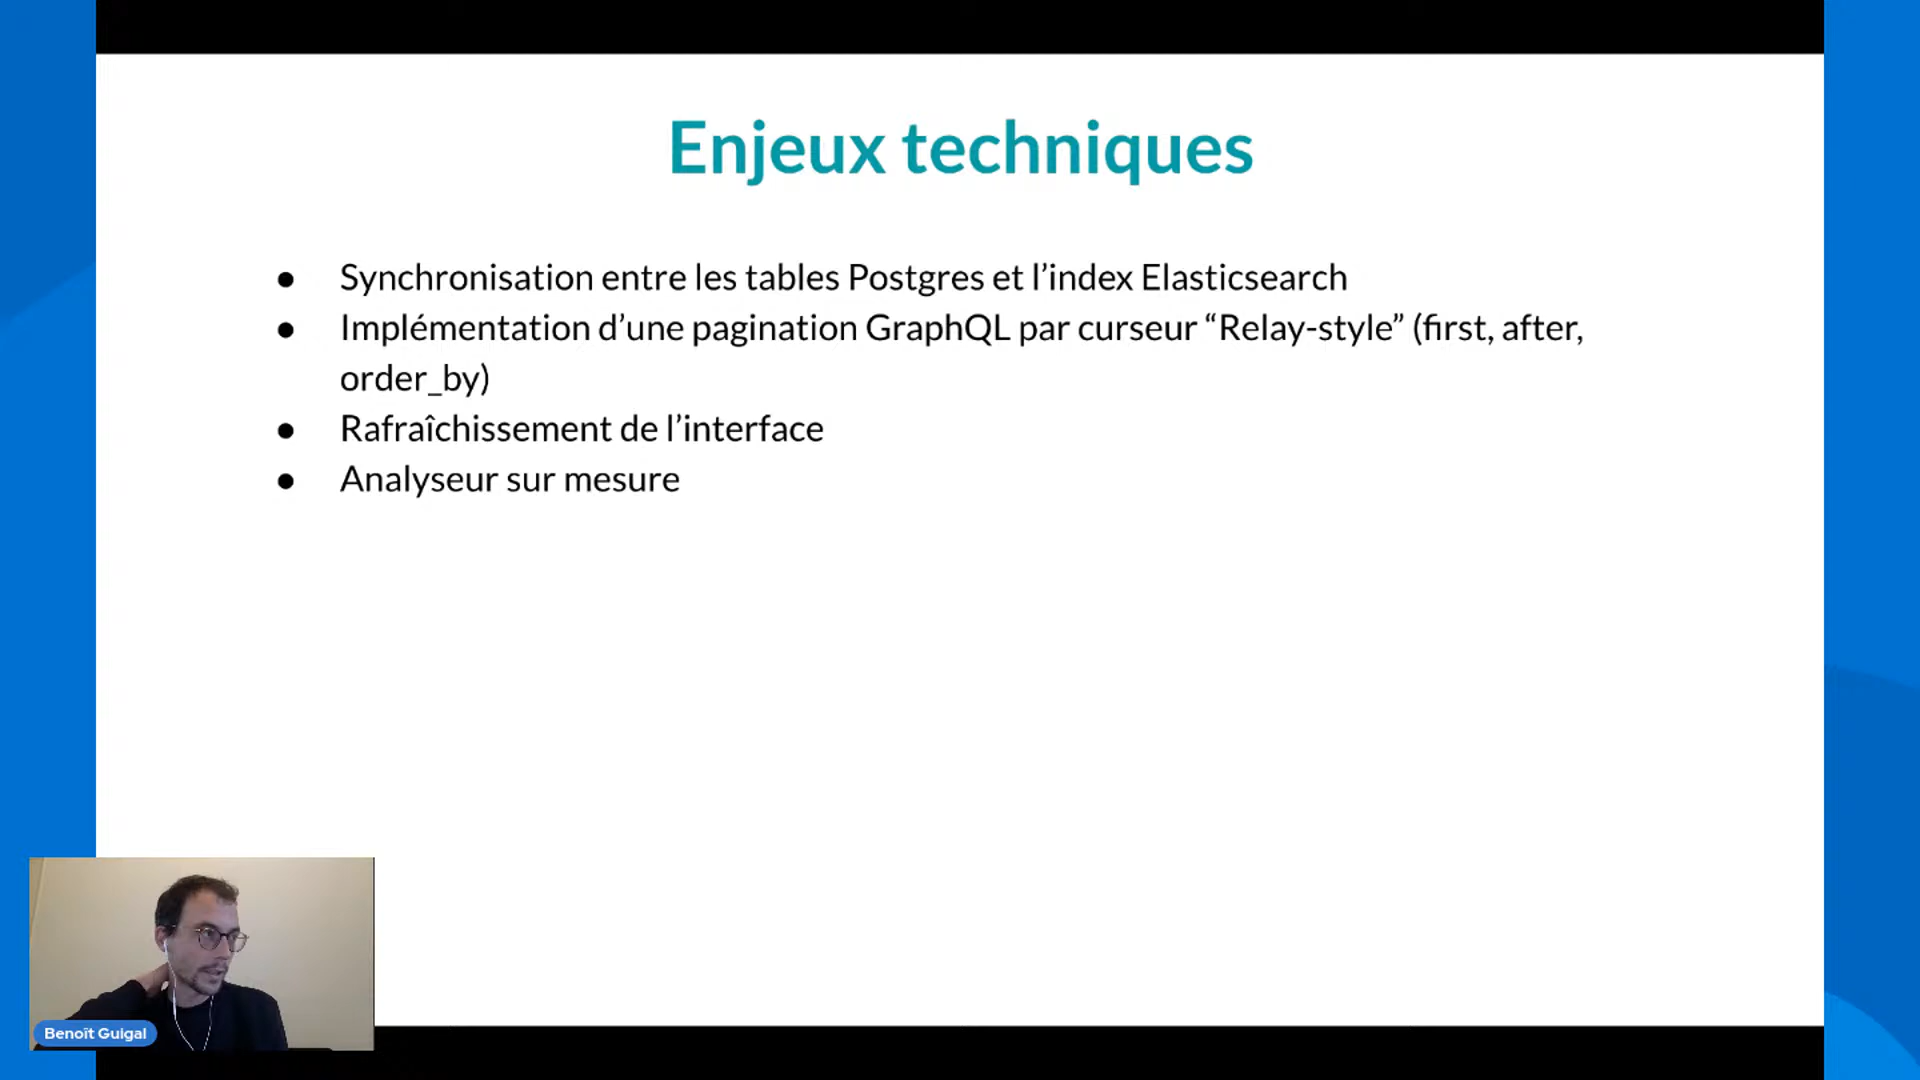 Enjeux techniques
● Synchronisation entre les tables Postgres et l’index Elasticsearch
● Implémentation d’une pagination GraphQL par curseur “Relay-style” (first, after,
order_by)
● Rafraîchissement de l’interface
● Analyseur sur mesure
Benoît Guigal